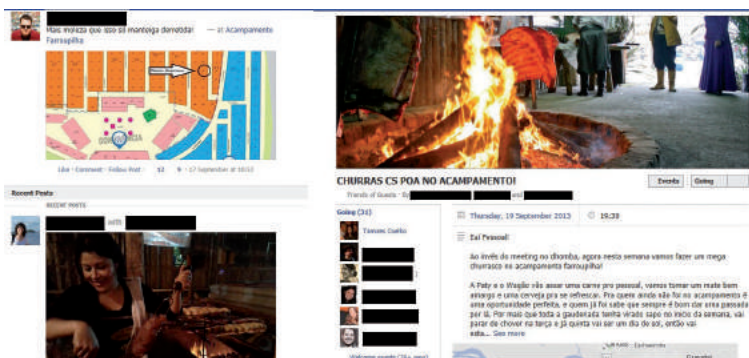 Mais moleza que isso só manteiga derretida! — at Acampamento
Farroupilha
Like · Comment · Follow Post · 12 9 · 17 September at 10:53
Recent Posts
RECENT POSTS
with
CHURRAS CS POA NO ACAMPAMENTO!
Events Going
Friends of Guests · By and
Going (31)
Thursday, 19 September 2013 19:30
Eai Pessoal!
Ao invés do meeting no dhomba, agora nesta semana vamos fazer um mega
churrasco no acampamento farroupilha!
A Paty e o Wagão vão assar uma carne pro pessoal, vamos tomar um mate bem
amargo e uma cerveja pra se refrescar. Pra quem ainda não foi no acampamento é
uma oportunidade perfeita, e quem já foi sabe que sempre é bom dar uma passada
por lá. Por mais que toda a gauderiada tenha virado sapo no início da semana, vai
parar de chover na terça e já quinta vai ser um dia de sol, então vai
esta... See more